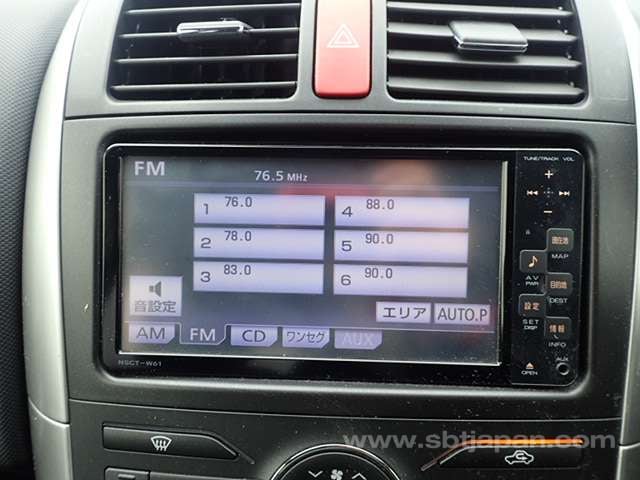 FM
76.5 MHz
1 76.0
4 88.0
2 78.0
5 90.0
3 83.0
6 90.0
音設定
エリア
AUTO.P
AM
FM
CD
ワンセグ
AUX
NSCT-W61
TUNE/TRACK VOL
+
-
現在地
MAP
AV
PWR
目的地
DEST
設定
SET
DISP
情報
INFO
AUX
OPEN
www.sbtjapan.com